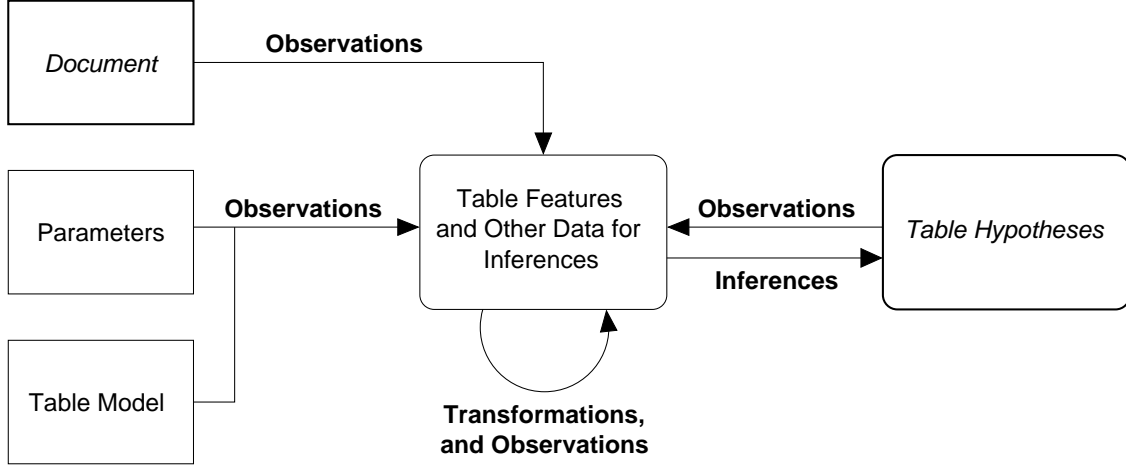 Document
Observations
Parameters
Observations
Table Features
and Other Data for
Inferences
Observations
Inferences
Table Hypotheses
Table Model
Transformations,
and Observations